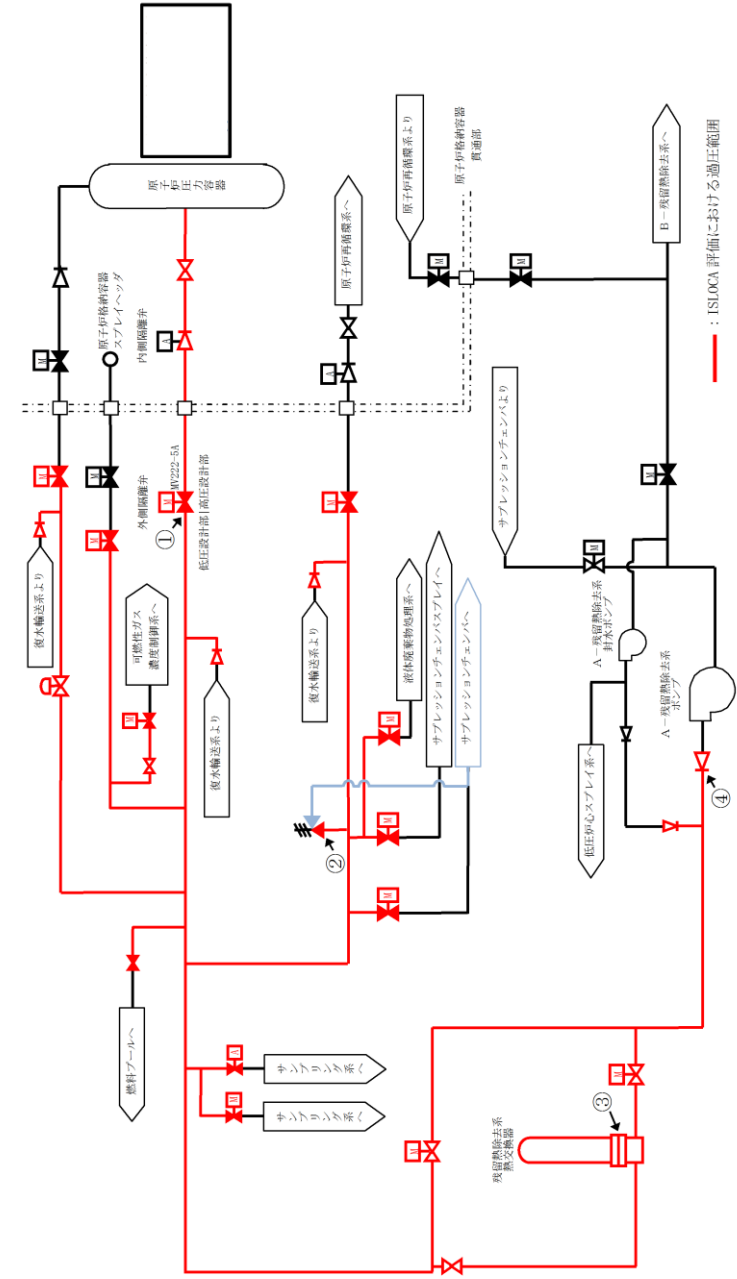 原子炉圧力容器
M
原子炉格納容器
スプレイヘッダ
内側隔離弁
A
原子炉再循環系へ
A
原子炉再循環系より
M
原子炉格納容器
貫通部
M
B－残留熱除去系へ
━ : ISLOCA 評価における過圧範囲
復水輸送系より
M
M
M
外側隔離弁
M
MV222-5A
①
低圧設計部
高圧設計部
可燃性ガス
濃度制御系へ
M
復水輸送系より
復水輸送系より
M
液体廃棄物処理系へ
サプレッションチェンバスプレイへ
サプレッションチェンバへ
M
M
M
②
サプレッションチェンバより
M
M
A－残留熱除去系
封水ポンプ
A－残留熱除去系
ポンプ
低圧炉心スプレイ系へ
④
燃料プールへ
A
サンプリング系へ
M
サンプリング系へ
M
M
残留熱除去系
熱交換器
③